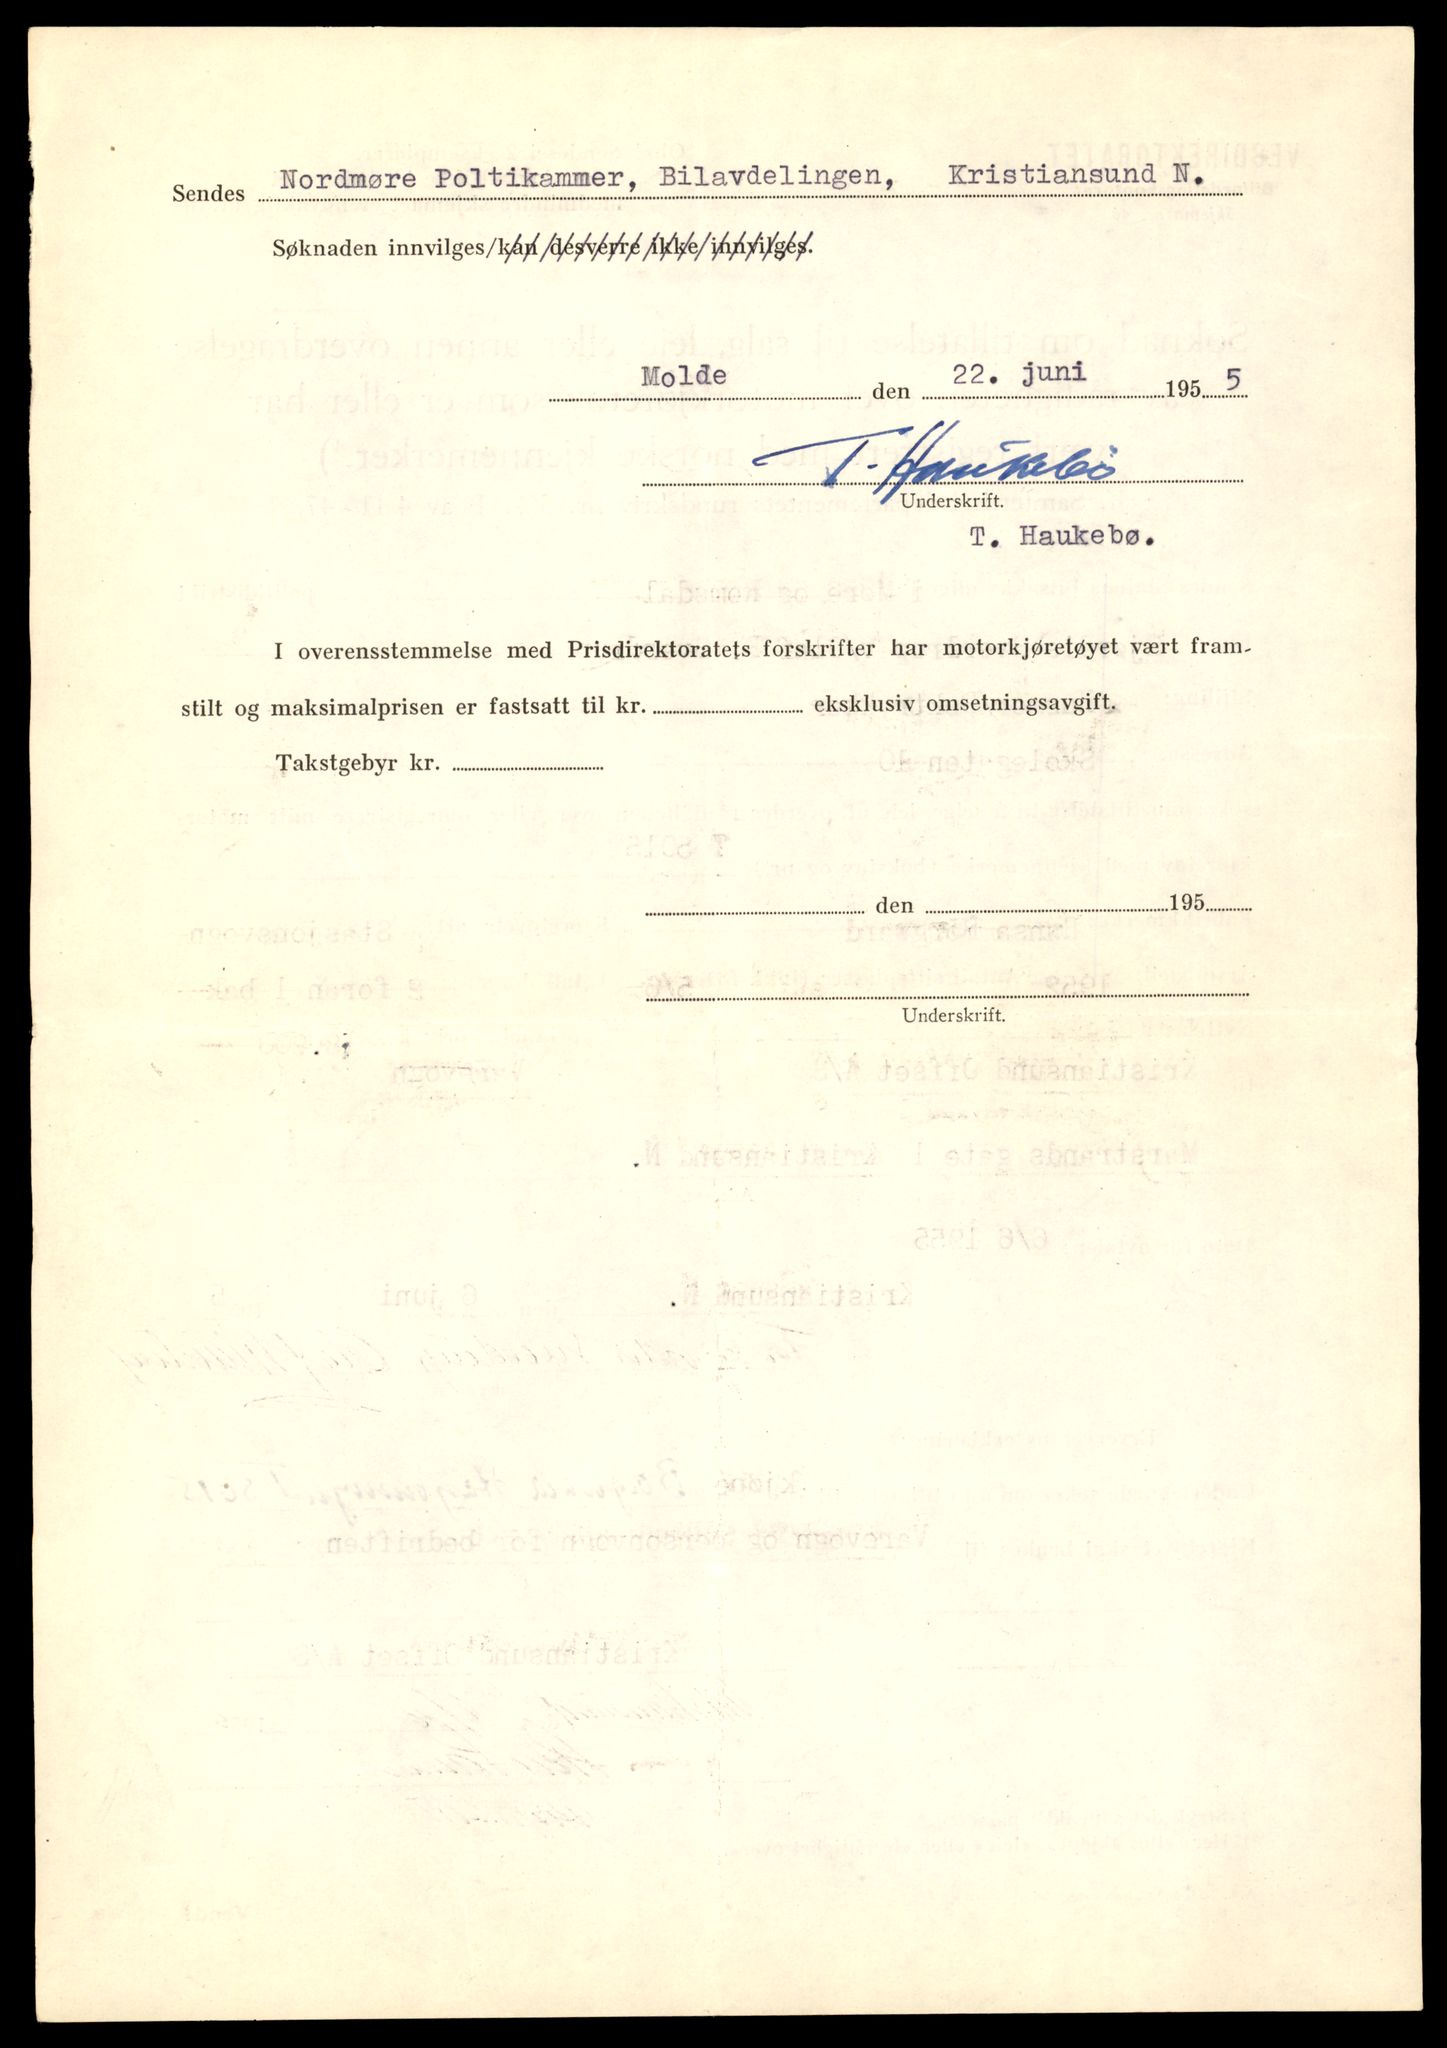 Sendes Nordmøre Poltikammer, Bilavdelingen, Kristiansund N.
Søknaden innvilges/kan desverre ikke innvilges.
Molde den 22. juni 1955
T. Haukebö
Underskrift.
T. Haukebø.
I overensstemmelse med Prisdirektoratets forskrifter har motorkjøretøyet vært fram-
stilt og maksimalprisen er fastsatt til kr. eksklusiv omsetningsavgift.
Takstgebyr kr.
den 195
Underskrift.